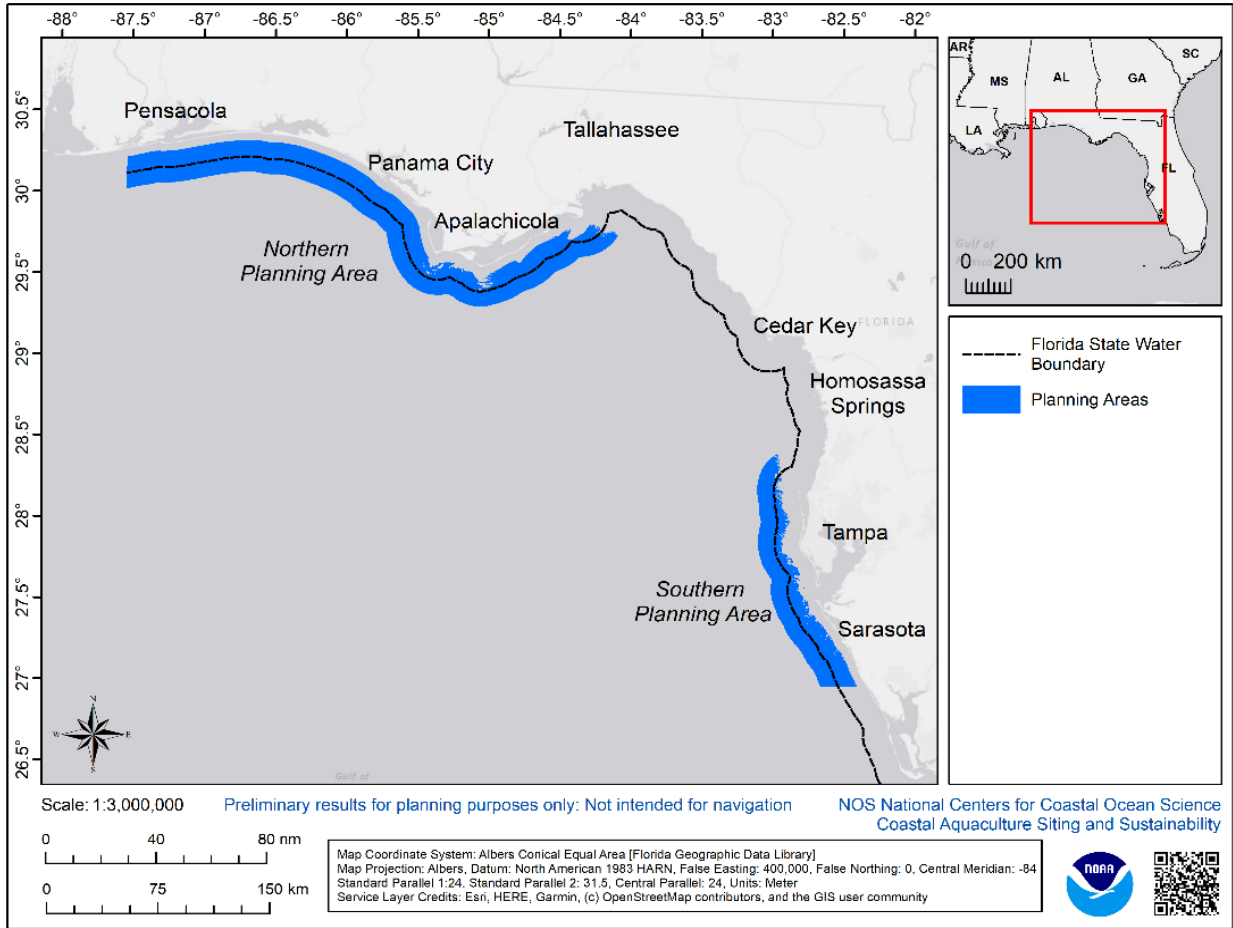 -88° -87.5° -87° -86.5° -86° -85.5° -85° -84.5° -84° -83.5° -83° -82.5° -82°
30.5°
30°
29.5°
29°
28.5°
28°
27.5°
27°
26.5°
Pensacola
Tallahassee
Panama City
Apalachicola
Northern
Planning Area
Cedar Key
FLORIDA
Homosassa
Springs
Tampa
Southern
Planning Area
Sarasota
N
W E
S
Gulf of
AR
SC
MS
AL
GA
LA
FL
Gulf of
Mexico
0 200 km
Florida State Water
Boundary
Planning Areas
Scale: 1:3,000,000
Preliminary results for planning purposes only: Not intended for navigation
NOS National Centers for Coastal Ocean Science
Coastal Aquaculture Siting and Sustainability
0 40 80 nm
0 75 150 km
Map Coordinate System: Albers Conical Equal Area [Florida Geographic Data Library]
Map Projection: Albers, Datum: North American 1983 HARN, False Easting: 400,000, False Northing: 0, Central Meridian: -84
Standard Parallel 1:24, Standard Parallel 2: 31.5, Central Parallel: 24, Units: Meter
Service Layer Credits: Esri, HERE, Garmin, (c) OpenStreetMap contributors, and the GIS user community
NOAA